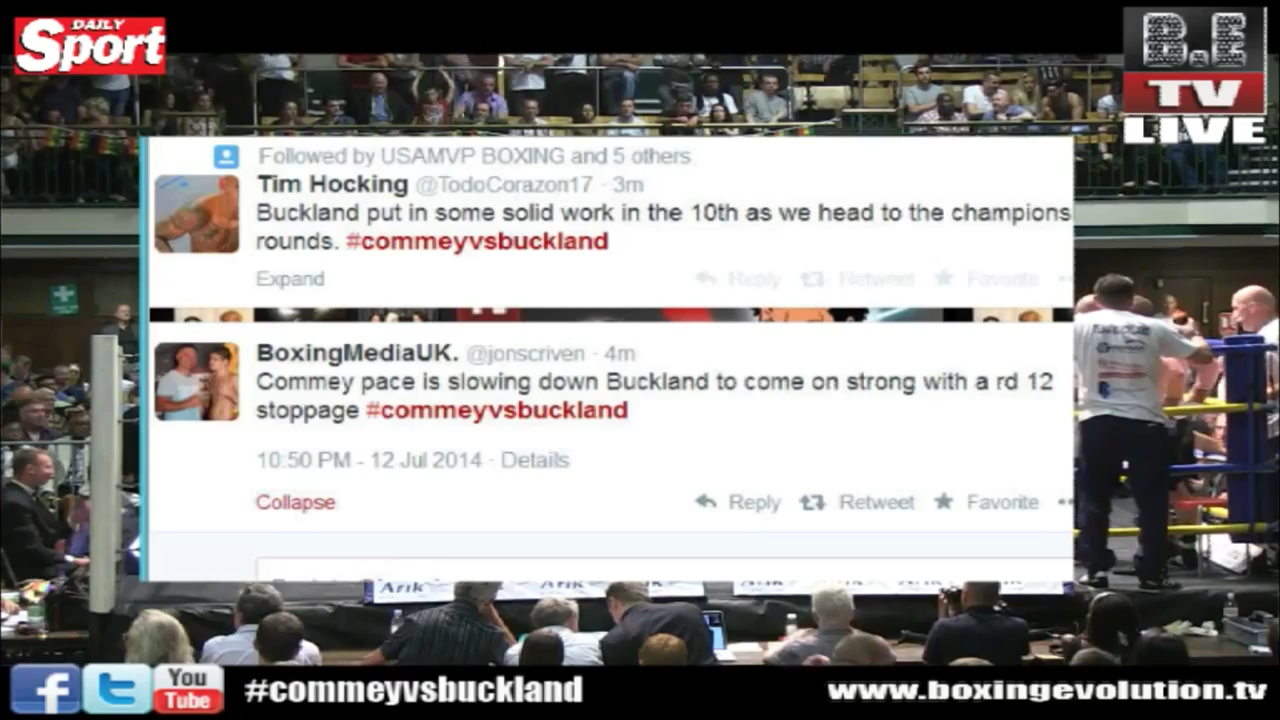 DAILY
Sport
B.E
TV
LIVE
Followed by USAMVP BOXING and 5 others
Tim Hocking @TodoCorazon17 · 3m
Buckland put in some solid work in the 10th as we head to the champions
rounds. #commeyvsbuckland
Expand
Reply Retweet Favorite
BoxingMediaUK. @jonscriven · 4m
Commey pace is slowing down Buckland to come on strong with a rd 12
stoppage #commeyvsbuckland
10:50 PM - 12 Jul 2014 · Details
Collapse
Reply Retweet Favorite
Arik
You
Tube
#commeyvsbuckland
www.boxingevolution.tv